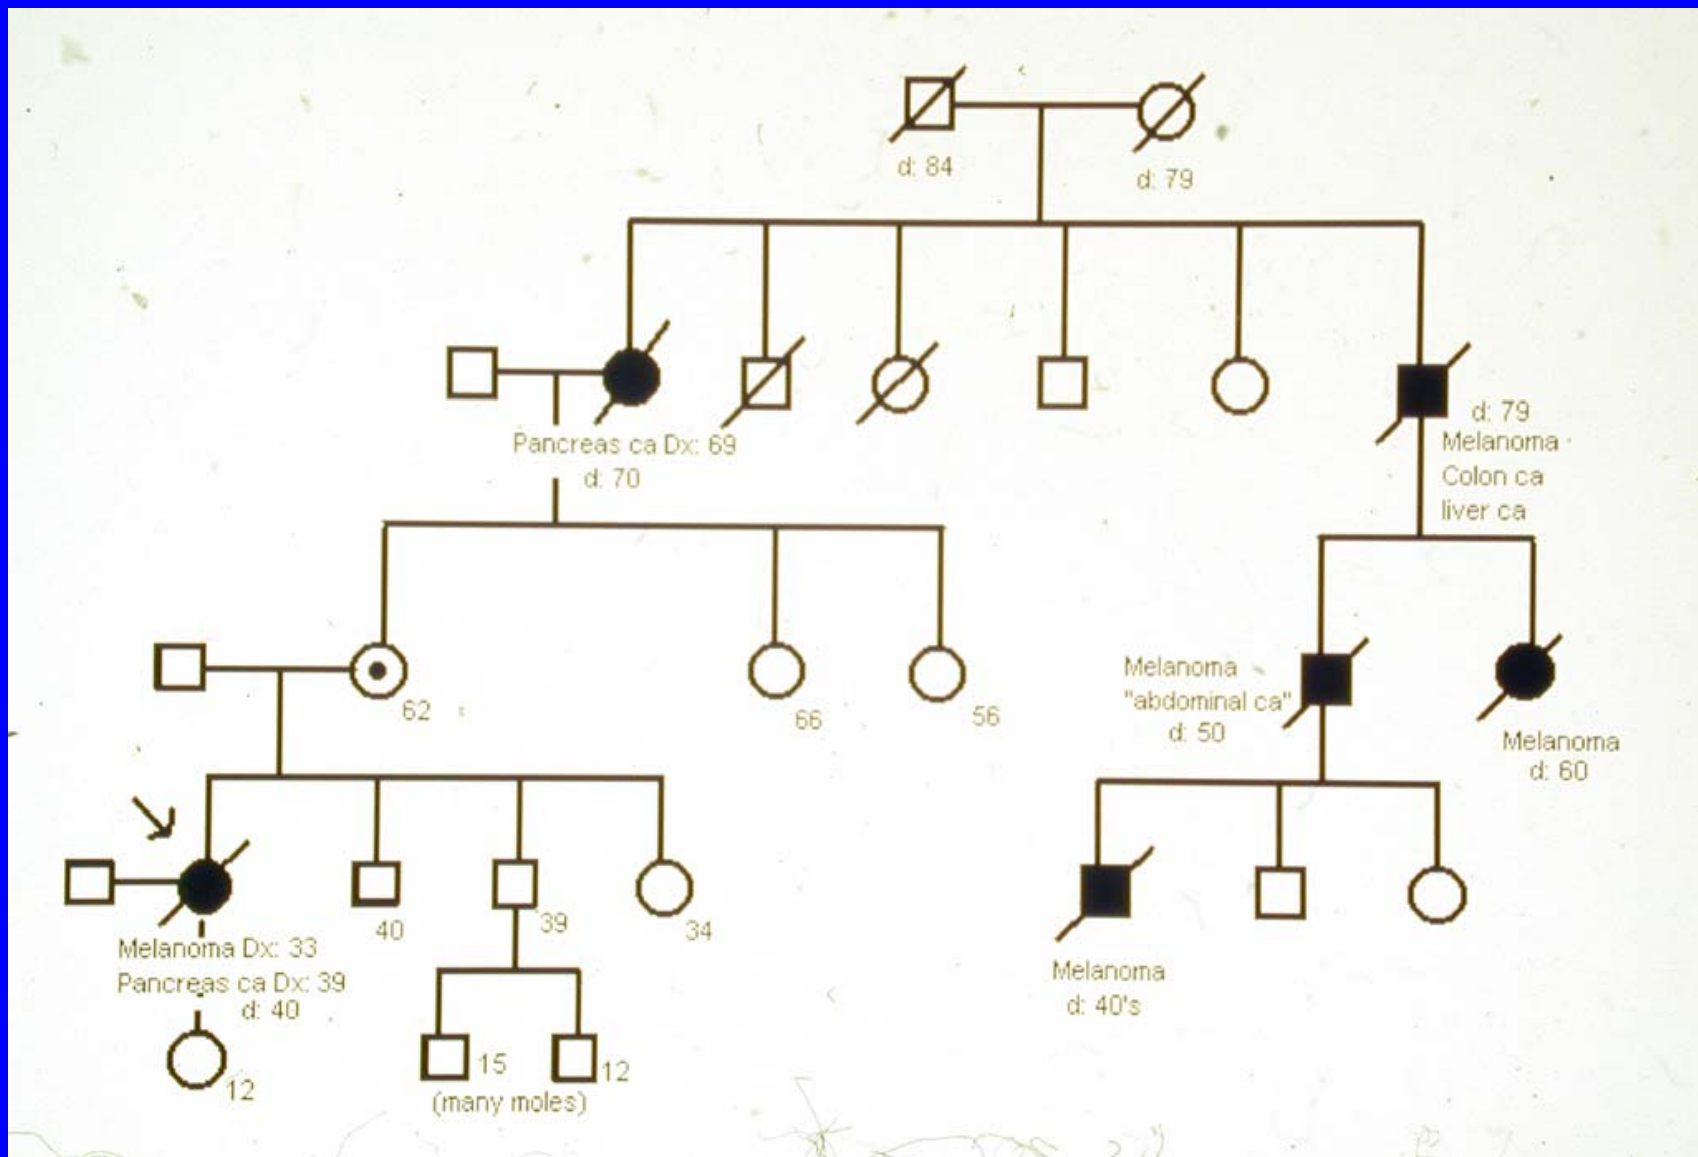 d: 84
d: 79
Pancreas ca Dx: 69
d: 70
d: 79
Melanoma
Colon ca
liver ca
62
66
56
Melanoma
"abdominal ca"
d: 50
Melanoma
d: 60
Melanoma Dx: 33
Pancreas ca Dx: 39
d: 40
40
39
34
Melanoma
d: 40's
12
15
12
(many moles)